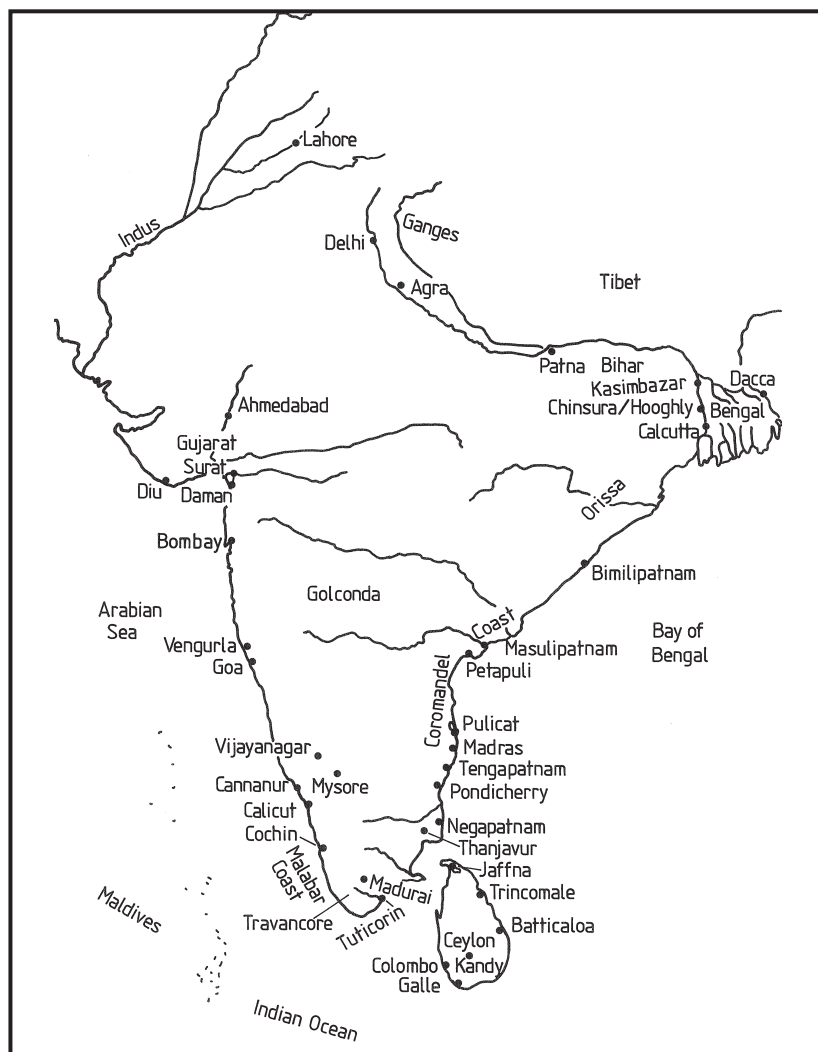 Lahore
Indus
Ganges
Delhi
Tibet
Agra
Patna
Bihar
Kasimbazar
Dacca
Ahmedabad
Chinsura/Hooghly
Bengal
Calcutta
Gujarat
Surat
Diu
Daman
Orissa
Bombay
Bimilipatnam
Golconda
Arabian
Sea
Coast
Bay of
Bengal
Vengurla
Masulipatnam
Goa
Petapuli
Coromandel
Pulicat
Vijayanagar
Madras
Tengapatnam
Cannanur
Mysore
Pondicherry
Calicut
Negapatnam
Cochin
Thanjavur
Malabar
Coast
Jaffna
Madurai
Trincomale
Maldives
Travancore
Tuticorin
Batticaloa
Ceylon
Colombo
Kandy
Galle
Indian Ocean